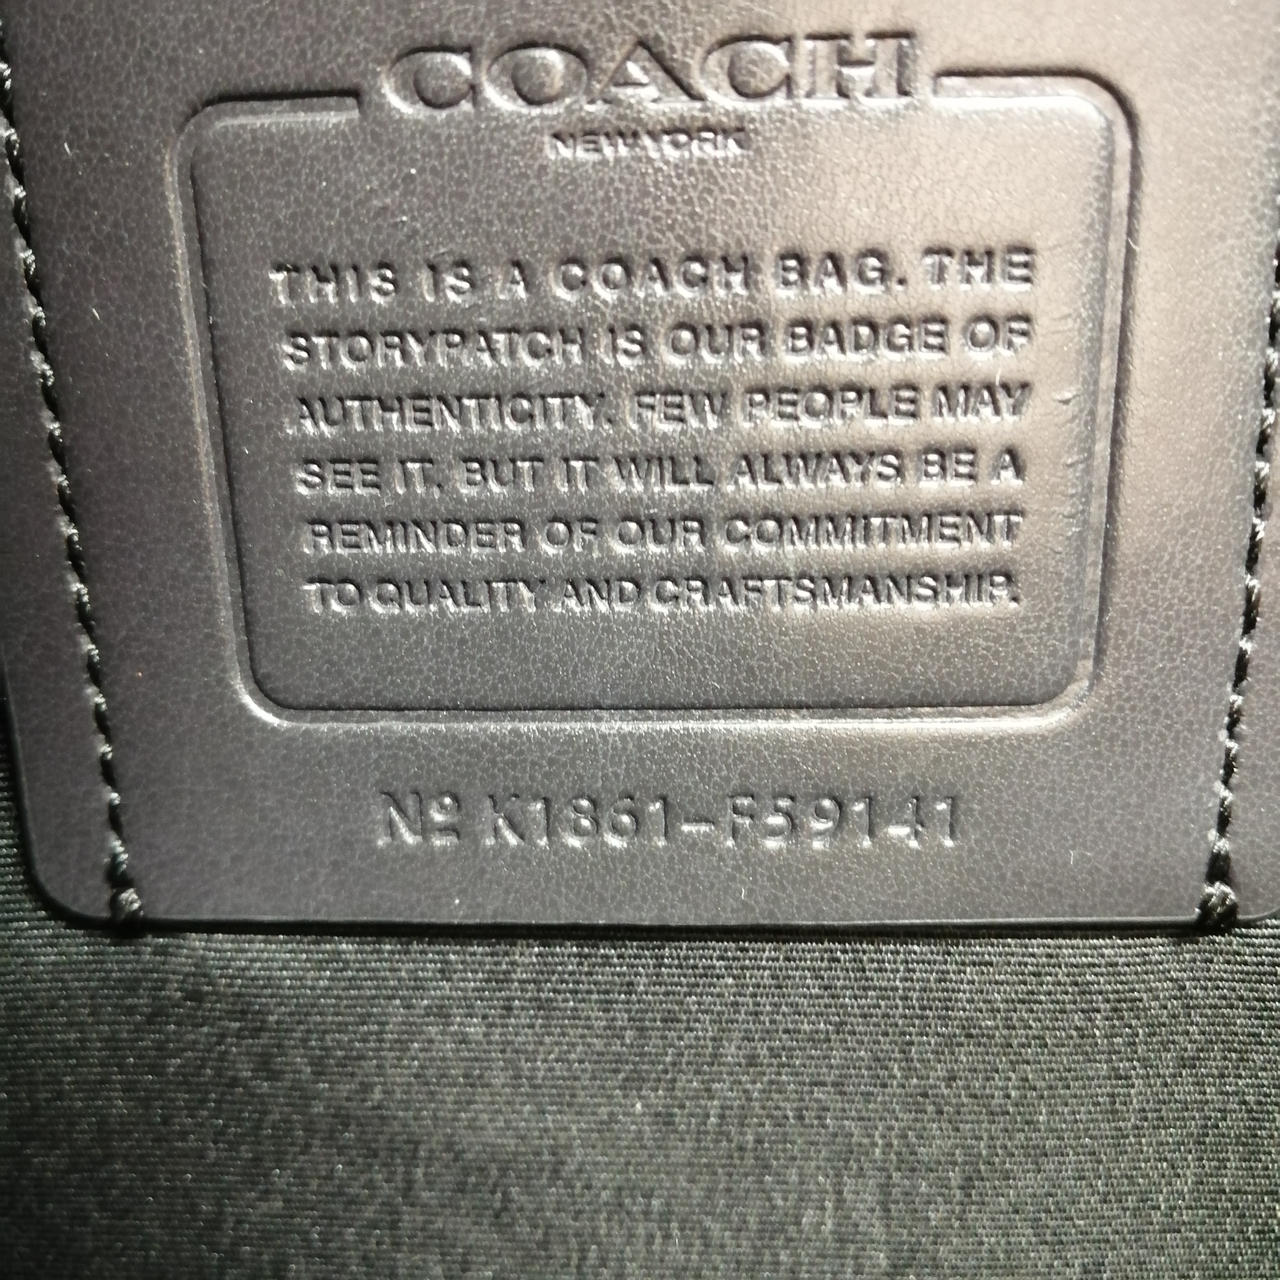 COACH
NEW YORK
THIS IS A COACH BAG. THE
STORYPATCH IS OUR BADGE OF
AUTHENTICITY. FEW PEOPLE MAY
SEE IT. BUT IT WILL ALWAYS BE A
REMINDER OF OUR COMMITMENT
TO QUALITY AND CRAFTSMANSHIP.
Nº K1861-F59141